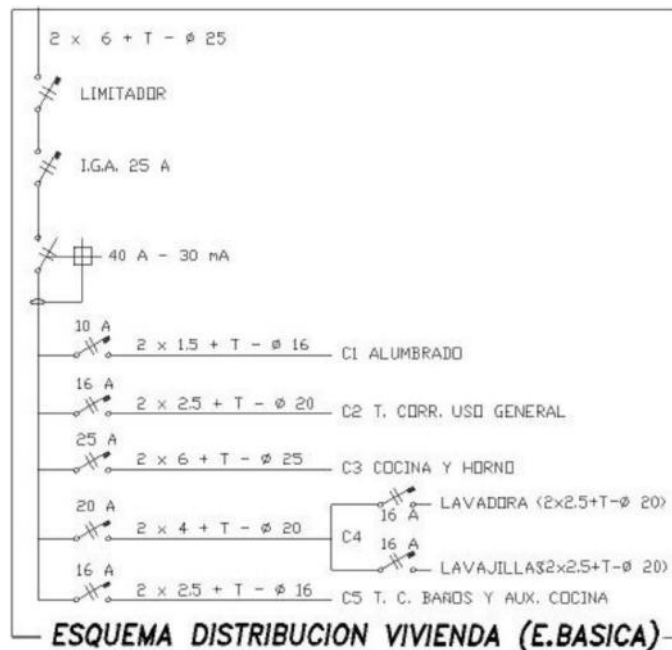 2 x 6 + T - Ø 25
LIMITADOR
I.G.A. 25 A
40 A - 30 mA
10 A
2 x 1.5 + T - Ø 16
C1 ALUMBRADO
16 A
2 x 2.5 + T - Ø 20
C2 T. CORR. USO GENERAL
25 A
2 x 6 + T - Ø 25
C3 COCINA Y HORNO
20 A
2 x 4 + T - Ø 20
C4
16 A
LAVADORA (2x2.5+T-Ø 20)
16 A
LAVAJILLAS2x2.5+T-Ø 20)
16 A
2 x 2.5 + T - Ø 16
C5 T. C. BAÑOS Y AUX. COCINA
ESQUEMA DISTRIBUCION VIVIENDA (E.BASICA)